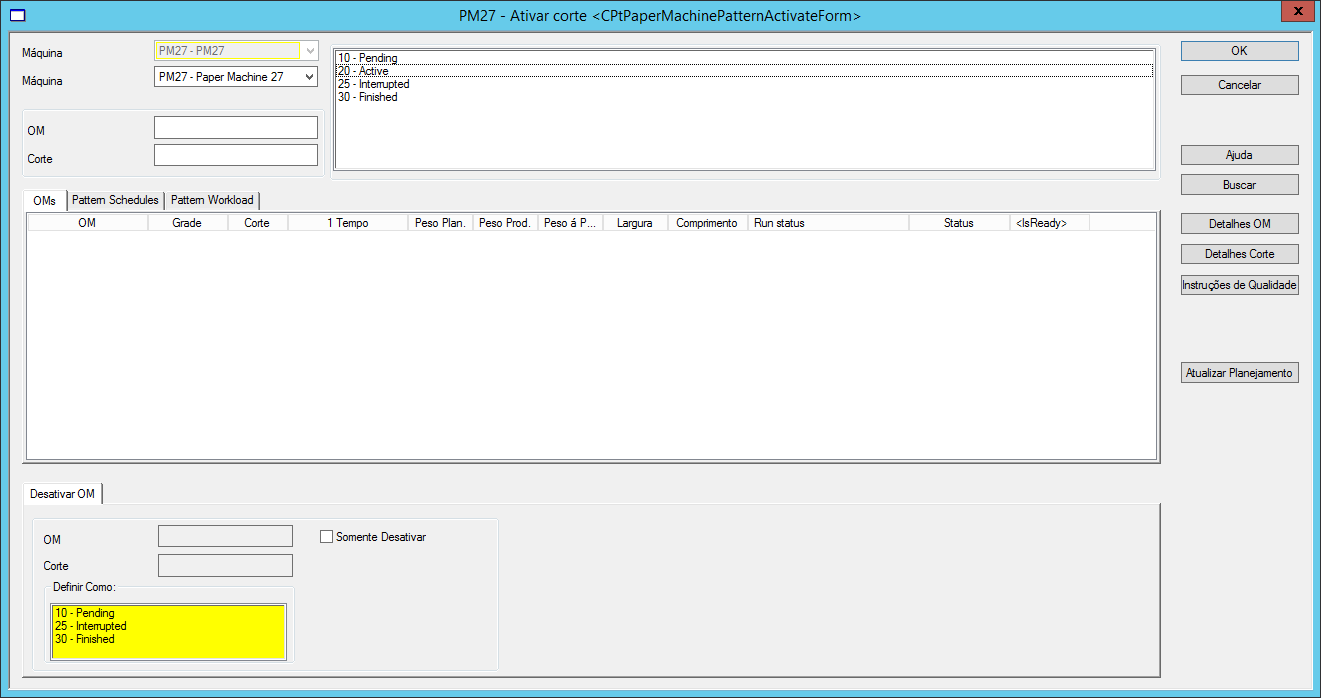 PM27 - Ativar corte <CPtPaperMachinePatternActivateForm>
x
Máquina
PM27 - PM27
Máquina
PM27 - Paper Machine 27
10 - Pending
20 - Active
25 - Interrupted
30 - Finished
OM
Corte
OK
Cancelar
Ajuda
Buscar
Detalhes OM
Detalhes Corte
Instruções de Qualidade
Atualizar Planejamento
OMs Pattern Schedules Pattern Workload
OM Grade Corte 1 Tempo Peso Plan. Peso Prod. Peso á P... Largura Comprimento Run status Status <IsReady>
Desativar OM
OM
Somente Desativar
Corte
Definir Como:
10 - Pending
25 - Interrupted
30 - Finished